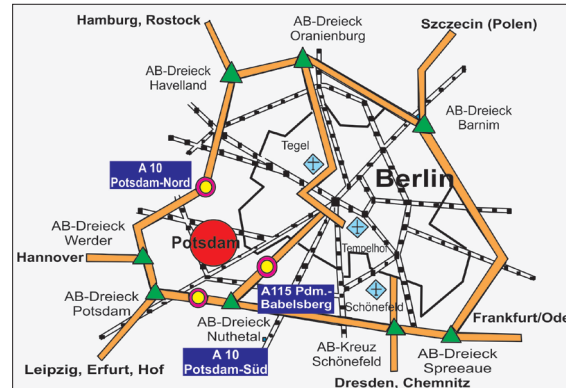 Hamburg, Rostock
AB-Dreieck
Oranienburg
Szczecin (Polen)
AB-Dreieck
Havelland
AB-Dreieck
Barnim
Tegel
A 10
Potsdam-Nord
Berlin
AB-Dreieck
Werder
Potsdam
Tempelhof
Hannover
AB-Dreieck
Potsdam
A115 Pdm.-
Babelsberg
Schönefeld
AB-Dreieck
Nuthetal
Frankfurt/Ode
A 10
Potsdam-Süd
AB-Kreuz
Schönefeld
AB-Dreieck
Spreeaue
Leipzig, Erfurt, Hof
Dresden, Chemnitz